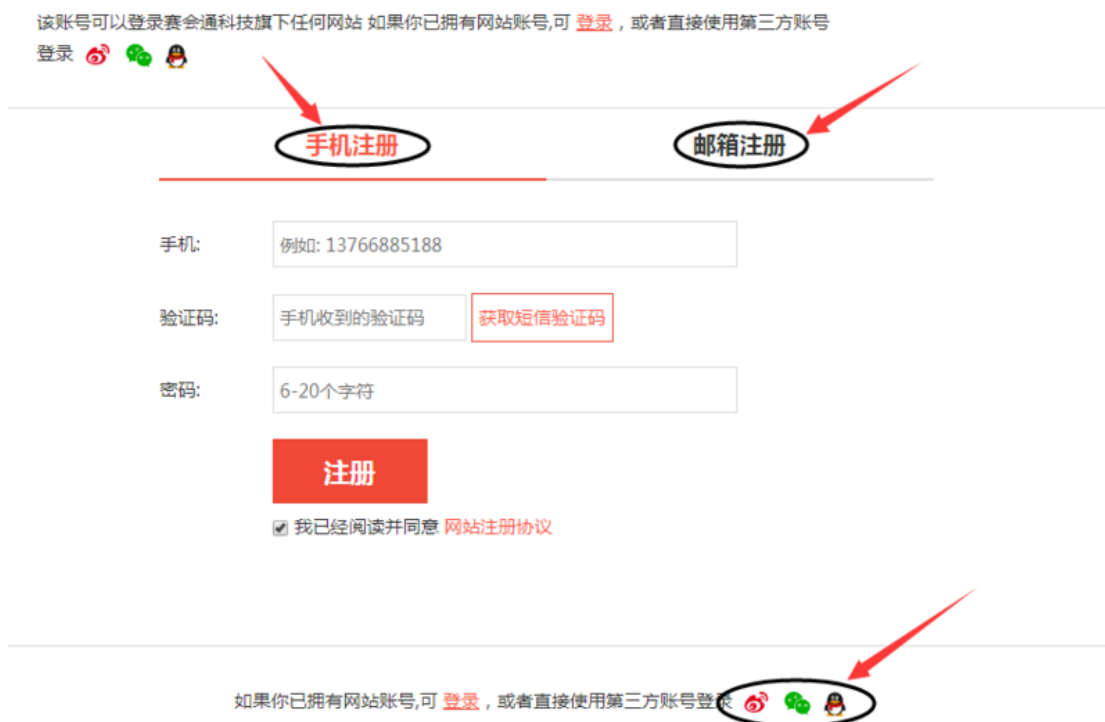 该账号可以登录赛会通科技旗下任何网站 如果你已拥有网站账号,可 登录，或者直接使用第三方账号
登录
手机注册 邮箱注册
手机: 例如: 13766885188
验证码: 手机收到的验证码 获取短信验证码
密码: 6-20个字符
注册
我已经阅读并同意 网站注册协议
如果你已拥有网站账号,可 登录，或者直接使用第三方账号登录